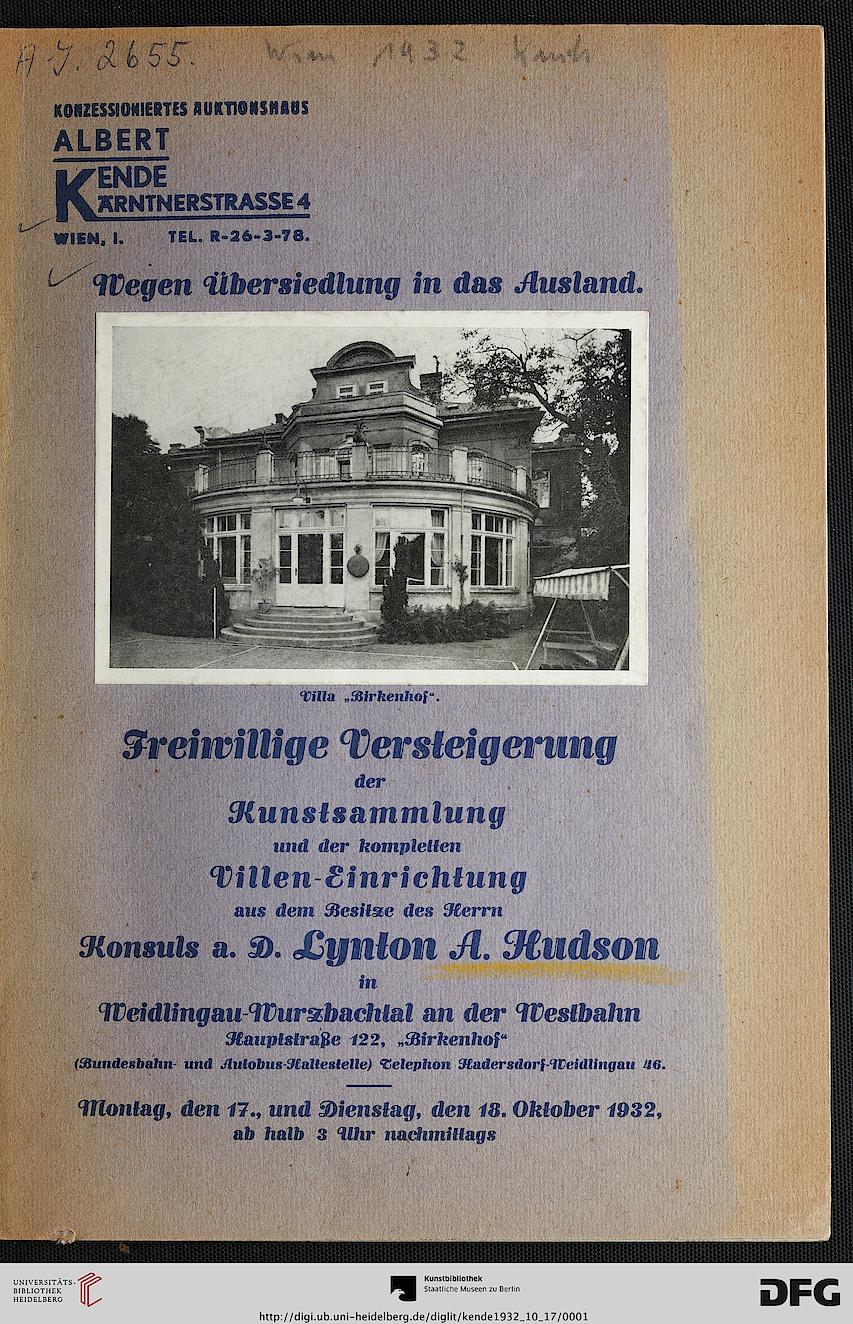 A J. 2655. Wien 1932 Kende
KONZESSIONIERTES AUKTIONSHAUS
ALBERT
KENDE
KÄRNTNERSTRASSE 4
WIEN, I. TEL. R-26-3-78.
Wegen Übersiedlung in das Ausland.
Villa „Birkenhof“.
Freiwillige Versteigerung
der
Kunstsammlung
und der kompletten
Villen-Einrichtung
aus dem Besitze des Herrn
Konsuls a. D. Lynton A. Hudson
in
Weidlingau-Wurzbachtal an der Westbahn
Hauptstraße 122, „Birkenhof“
(Bundesbahn- und Autobus-Haltestelle) Telephon Hadersdorf-Weidlingau 46.
Montag, den 17., und Dienstag, den 18. Oktober 1932,
ab halb 3 Uhr nachmittags
UNIVERSITÄTS-
BIBLIOTHEK
HEIDELBERG
Kunstbibliothek
Staatliche Museen zu Berlin
DFG
http://digi.ub.uni-heidelberg.de/diglit/kende1932_10_17/0001